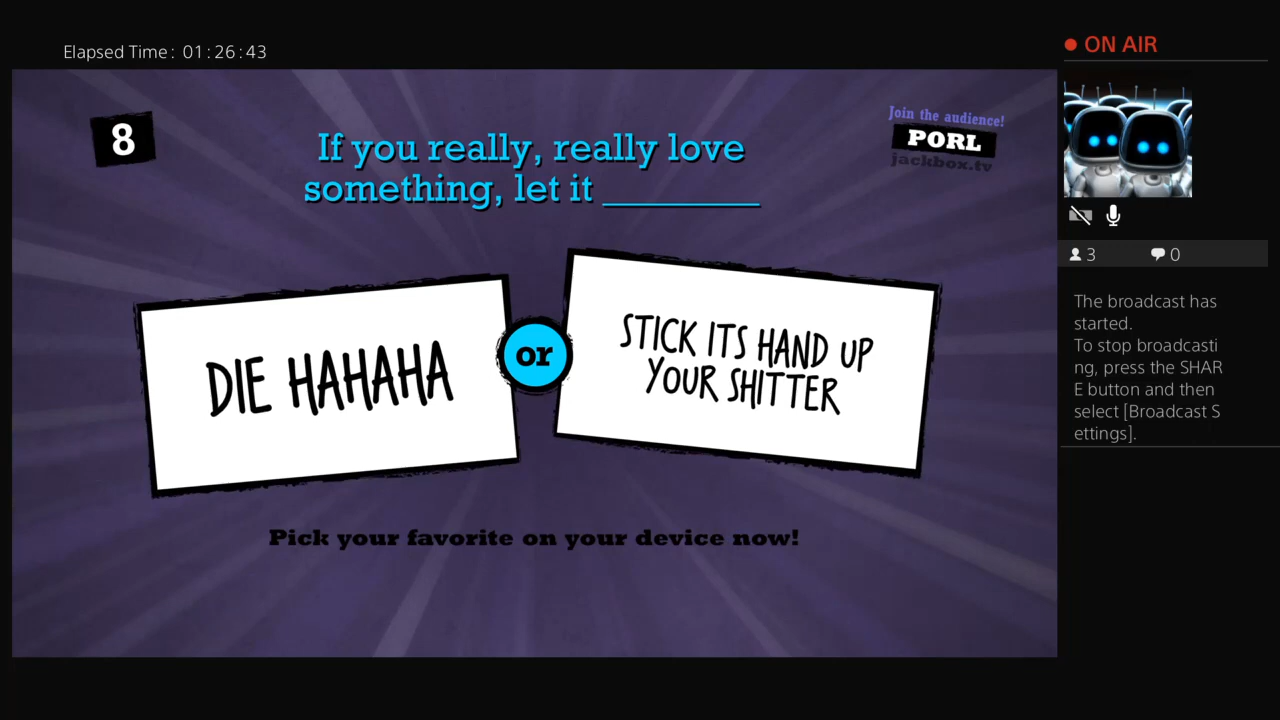 Elapsed Time: 01:26:43
ON AIR
8
If you really, really love
something, let it ________
Join the audience!
PORL
jackbox.tv
DIE HAHAHA
or
STICK ITS HAND UP
YOUR SHITTER
Pick your favorite on your device now!
3
0
The broadcast has
started.
To stop broadcasti
ng, press the SHAR
E button and then
select [Broadcast S
ettings].